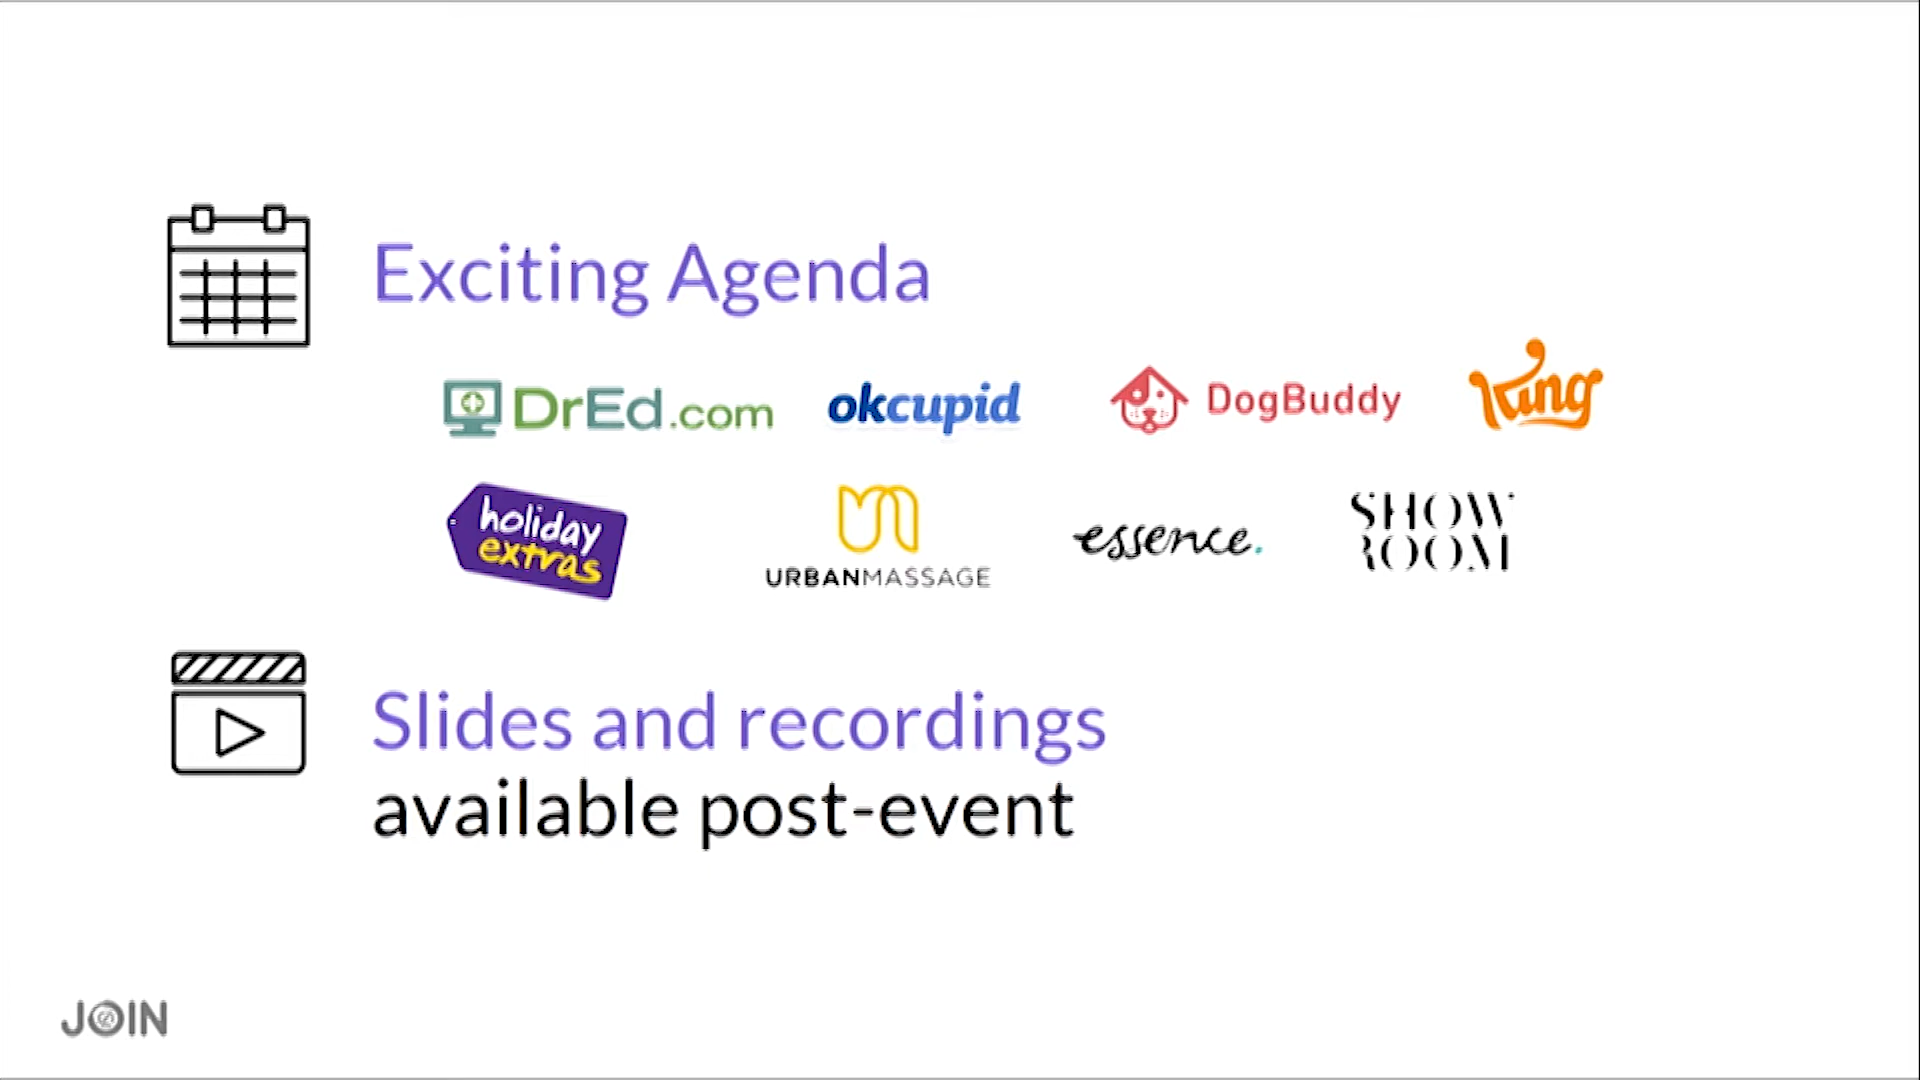 Exciting Agenda
DrEd.com okcupid DogBuddy King
holiday
extras
URBANMASSAGE
essence.
SHOW
ROOM
Slides and recordings
available post-event
JOIN